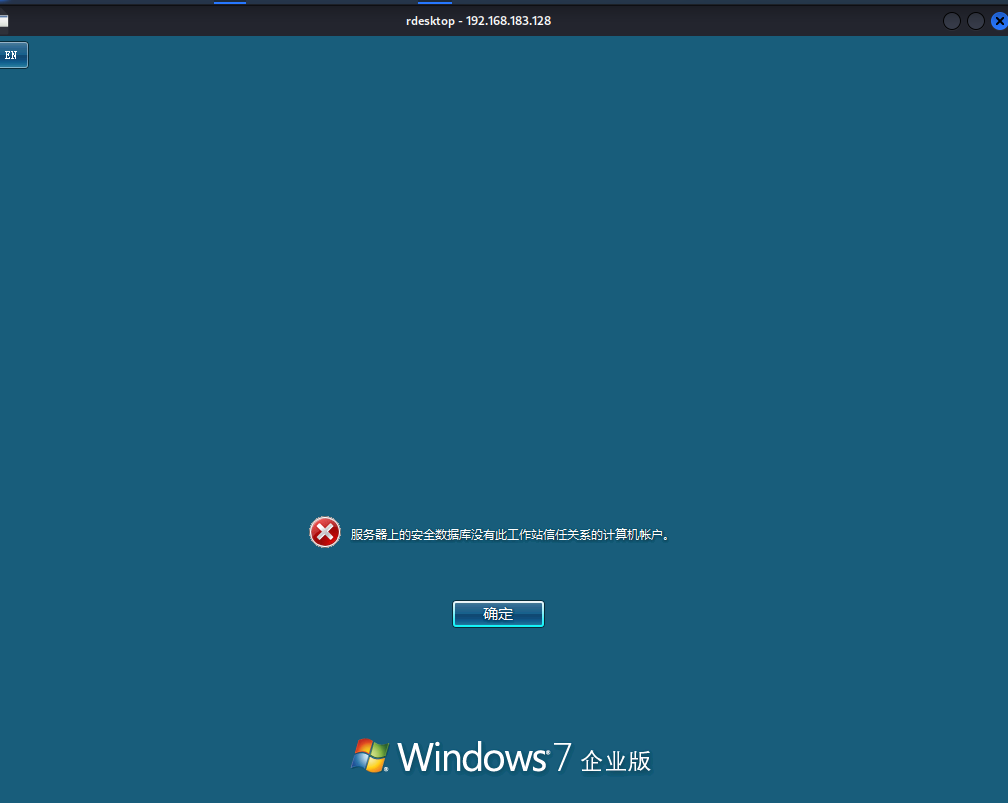 rdesktop - 192.168.183.128
EN
服务器上的安全数据库没有此工作站信任关系的计算机帐户。
确定
Windows 7 企业版